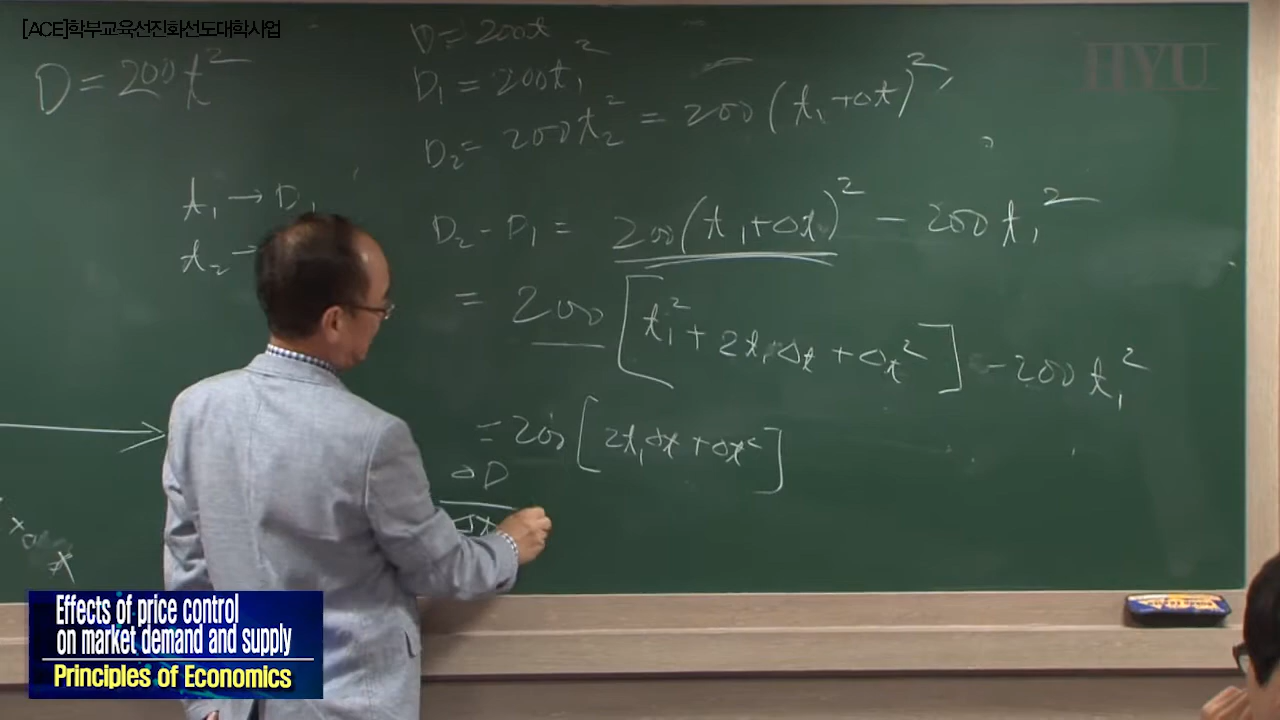 [ACE]학부교육선진화선도대학사업
HYU
D = 200t²
t₁ → D₁
t₂ →
D = 200t²
D₁ = 200t₁²
D₂ = 200t₂² = 200(t₁+Δt)²,
D₂ - D₁ = 200(t₁+Δt)² - 200t₁²
= 200[t₁² + 2t₁Δt + Δt²] - 200t₁²
= 200[2t₁Δt + Δt²]
ΔD
Δt
Effects of price control
on market demand and supply
Principles of Economics